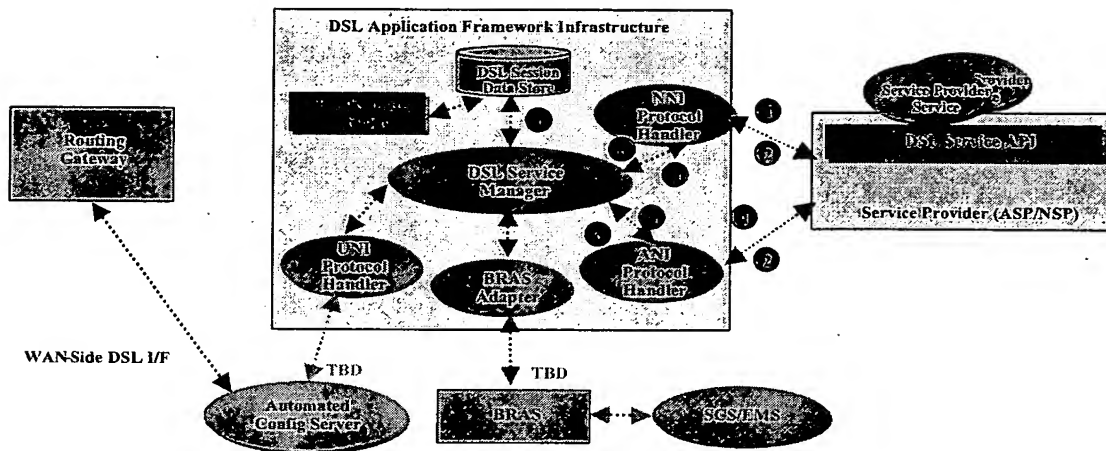 DSL Application Framework Infrastructure
DSL Session
Data Store
NNI
Protocol
Handler
Provider
Service Provider
Service
DSL Service API
Service Provider (ASP/NSP)
Routing
Gateway
DSL Service
Manager
UNI
Protocol
Handler
BRAS
Adapter
ANI
Protocol
Handler
WAN-Side DSL I/F
TBD
TBD
Automated
Config Server
BRAS
SCS/EMS